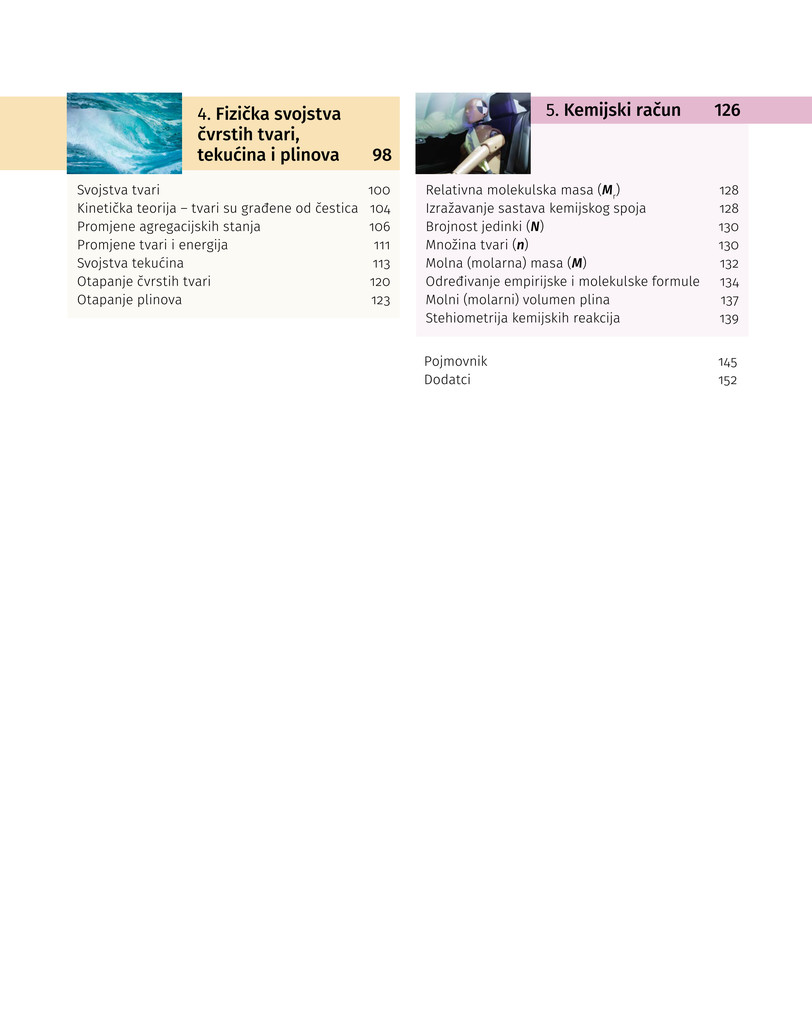 4. Fizička svojstva
čvrstih tvari,
tekućina i plinova 98
Svojstva tvari 100
Kinetička teorija – tvari su građene od čestica 104
Promjene agregacijskih stanja 106
Promjene tvari i energija 111
Svojstva tekućina 113
Otapanje čvrstih tvari 120
Otapanje plinova 123
5. Kemijski račun 126
Relativna molekulska masa (Mr) 128
Izražavanje sastava kemijskog spoja 128
Brojnost jedinki (N) 130
Množina tvari (n) 130
Molna (molarna) masa (M) 132
Određivanje empirijske i molekulske formule 134
Molni (molarni) volumen plina 137
Stehiometrija kemijskih reakcija 139
Pojmovnik 145
Dodatci 152